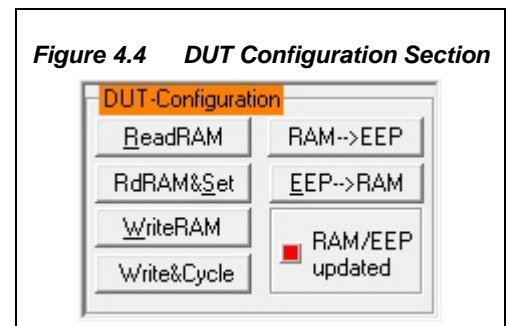 Figure 4.4 DUT Configuration Section
DUT-Configuration
ReadRAM
RAM-->EEP
RdRAM&Set
EEP-->RAM
WriteRAM
RAM/EEP
updated
Write&Cycle